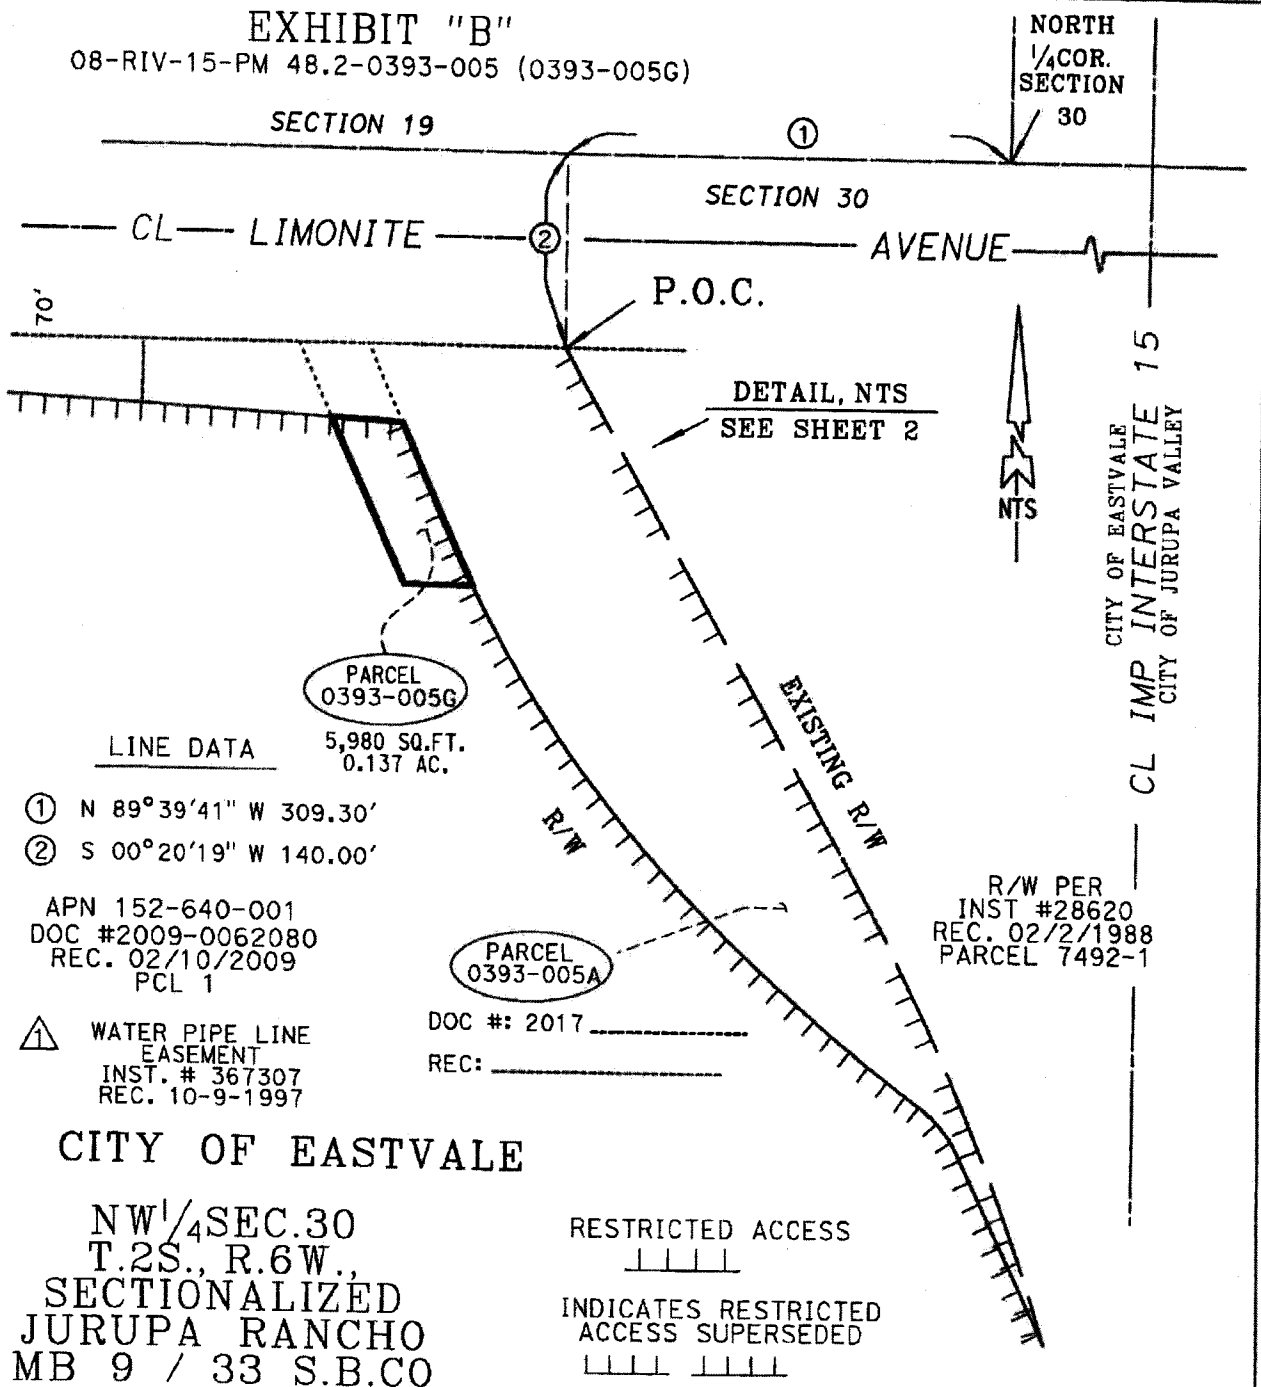 EXHIBIT "B"
08-RIV-15-PM 48.2-0393-005 (0393-005G)
NORTH
1/4 COR.
SECTION
30
SECTION 19
1
SECTION 30
CL LIMONITE
2
AVENUE
P.O.C.
70'
DETAIL, NTS
SEE SHEET 2
N
NTS
CITY OF EASTVALE
CL IMP INTERSTATE 15
CITY OF JURUPA VALLEY
PARCEL
0393-005G
5,980 SQ.FT.
0.137 AC.
EXISTING R/W
R/W
LINE DATA
1 N 89°39'41" W 309.30'
2 S 00°20'19" W 140.00'
APN 152-640-001
DOC #2009-0062080
REC. 02/10/2009
PCL 1
R/W PER
INST #28620
REC. 02/2/1988
PARCEL 7492-1
PARCEL
0393-005A
DOC #: 2017
REC:
1 WATER PIPE LINE
EASEMENT
INST. # 367307
REC. 10-9-1997
CITY OF EASTVALE
NW 1/4 SEC.30
T.2S., R.6W.,
SECTIONALIZED
JURUPA RANCHO
MB 9 / 33 S.B.CO
RESTRICTED ACCESS
INDICATES RESTRICTED
ACCESS SUPERSEDED